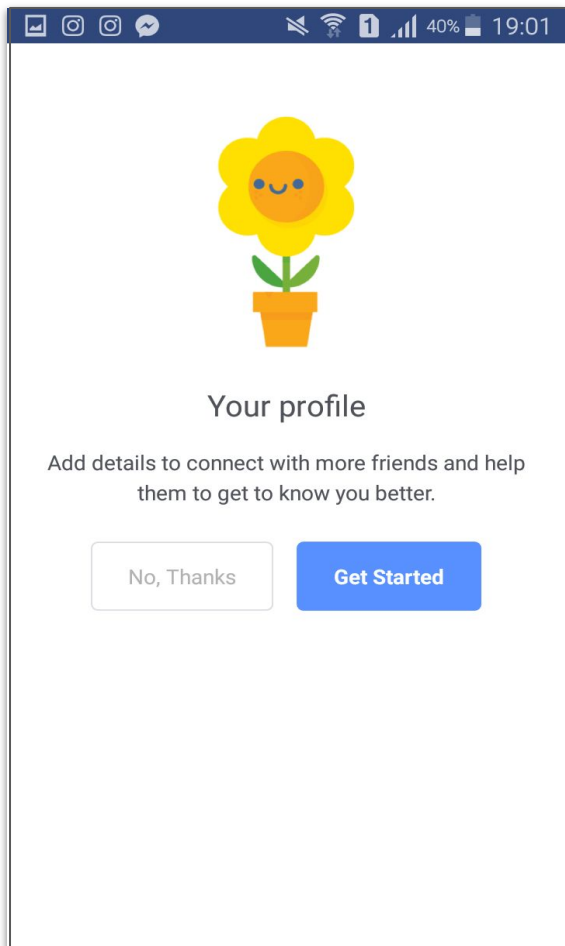 1 40% 19:01
Your profile
Add details to connect with more friends and help
them to get to know you better.
No, Thanks Get Started